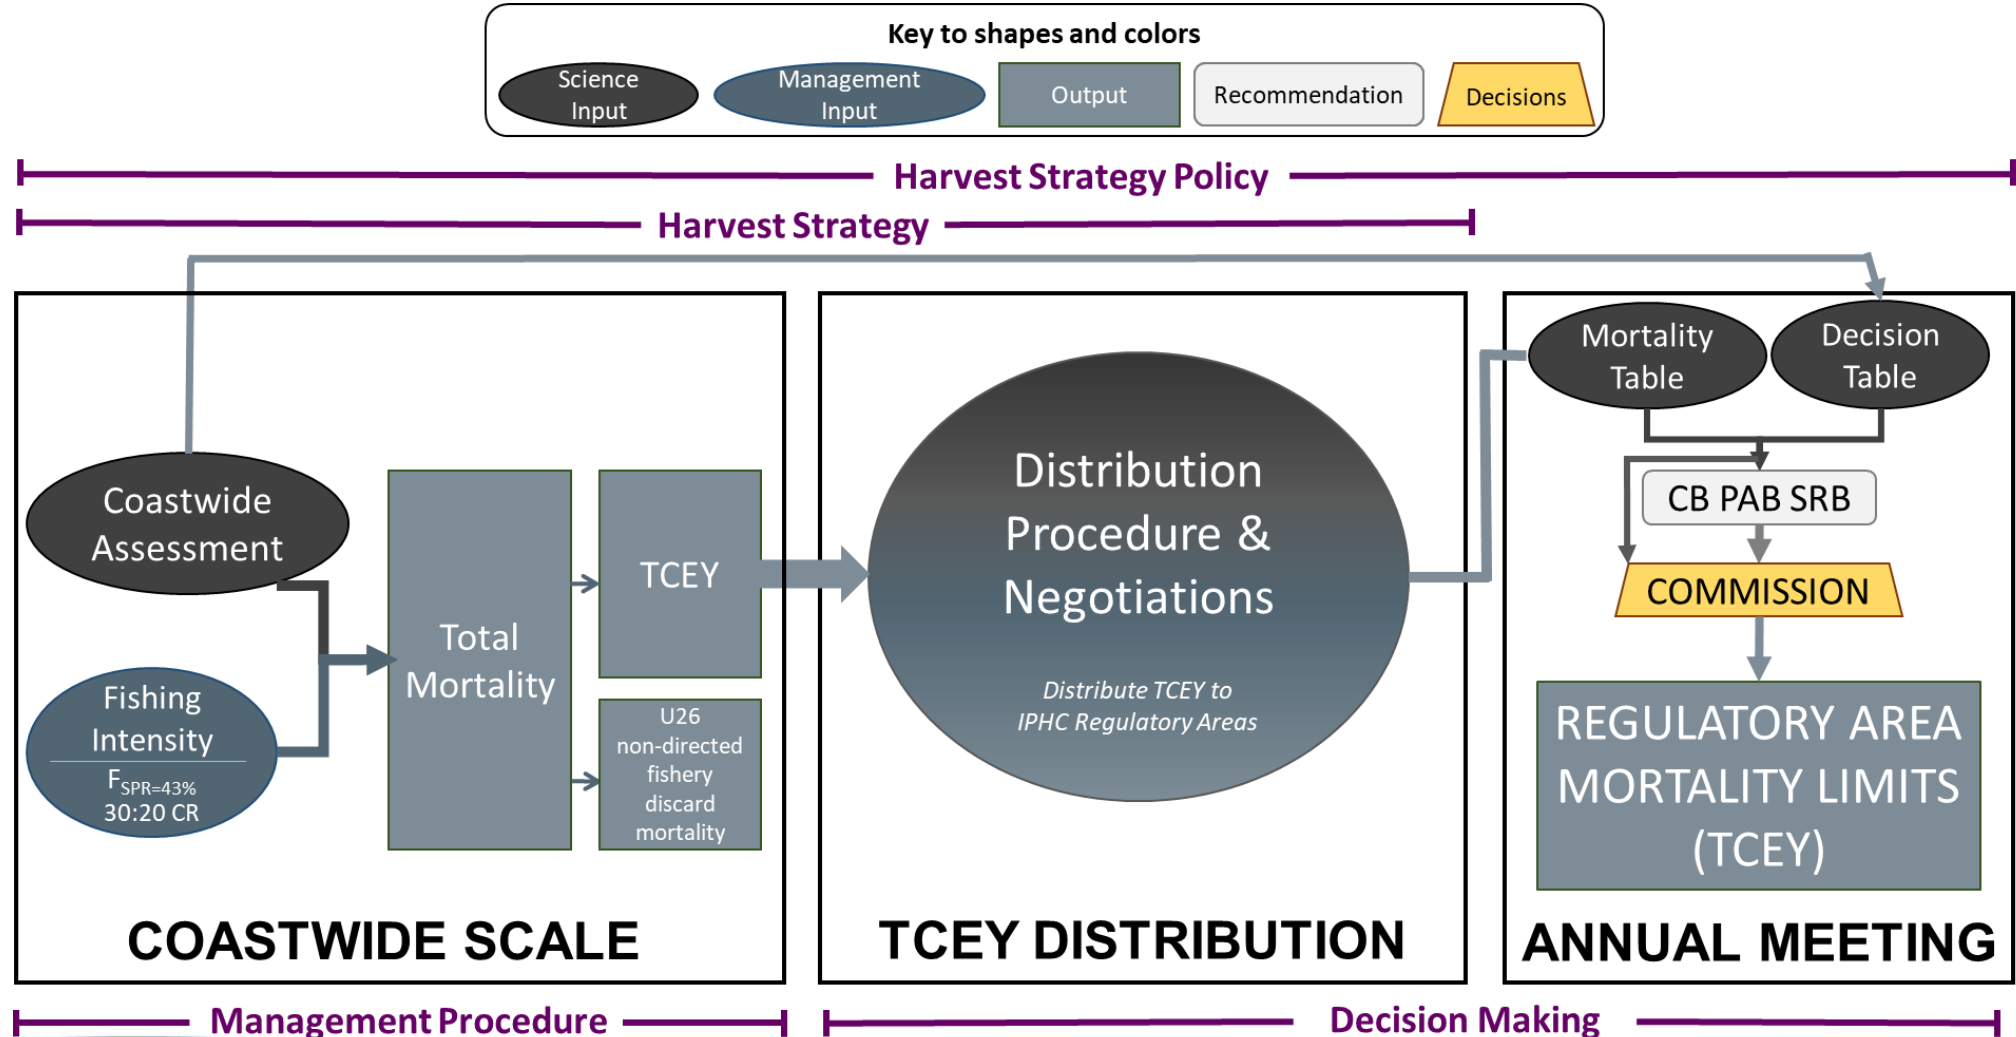 Key to shapes and colors
Science
Input
Management
Input
Output
Recommendation
Decisions
Harvest Strategy Policy
Harvest Strategy
Coastwide
Assessment
Fishing
Intensity
FSPR=43%
30:20 CR
Total
Mortality
TCEY
U26
non-directed
fishery
discard
mortality
COASTWIDE SCALE
Distribution
Procedure &
Negotiations
Distribute TCEY to
IPHC Regulatory Areas
TCEY DISTRIBUTION
Mortality
Table
Decision
Table
CB PAB SRB
COMMISSION
REGULATORY AREA
MORTALITY LIMITS
(TCEY)
ANNUAL MEETING
Management Procedure
Decision Making